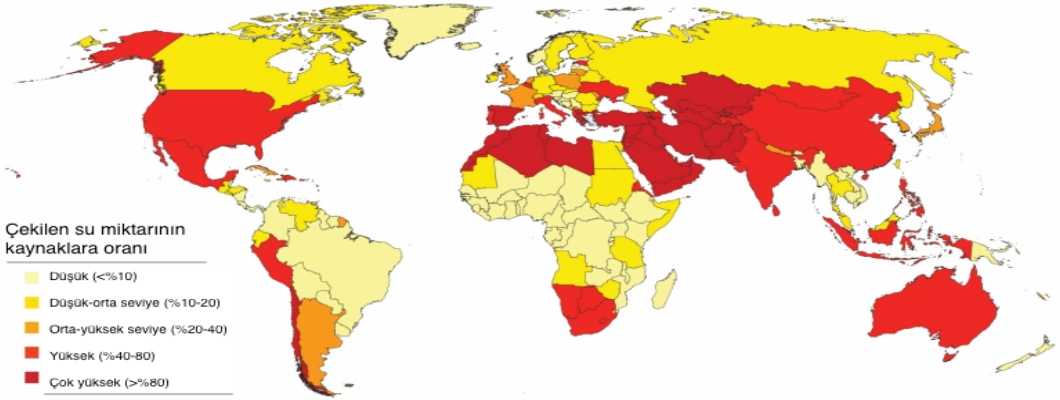 Çekilen su miktarının
kaynaklara oranı
Düşük (<%10)
Düşük-orta seviye (%10-20)
Orta-yüksek seviye (%20-40)
Yüksek (%40-80)
Çok yüksek (>%80)